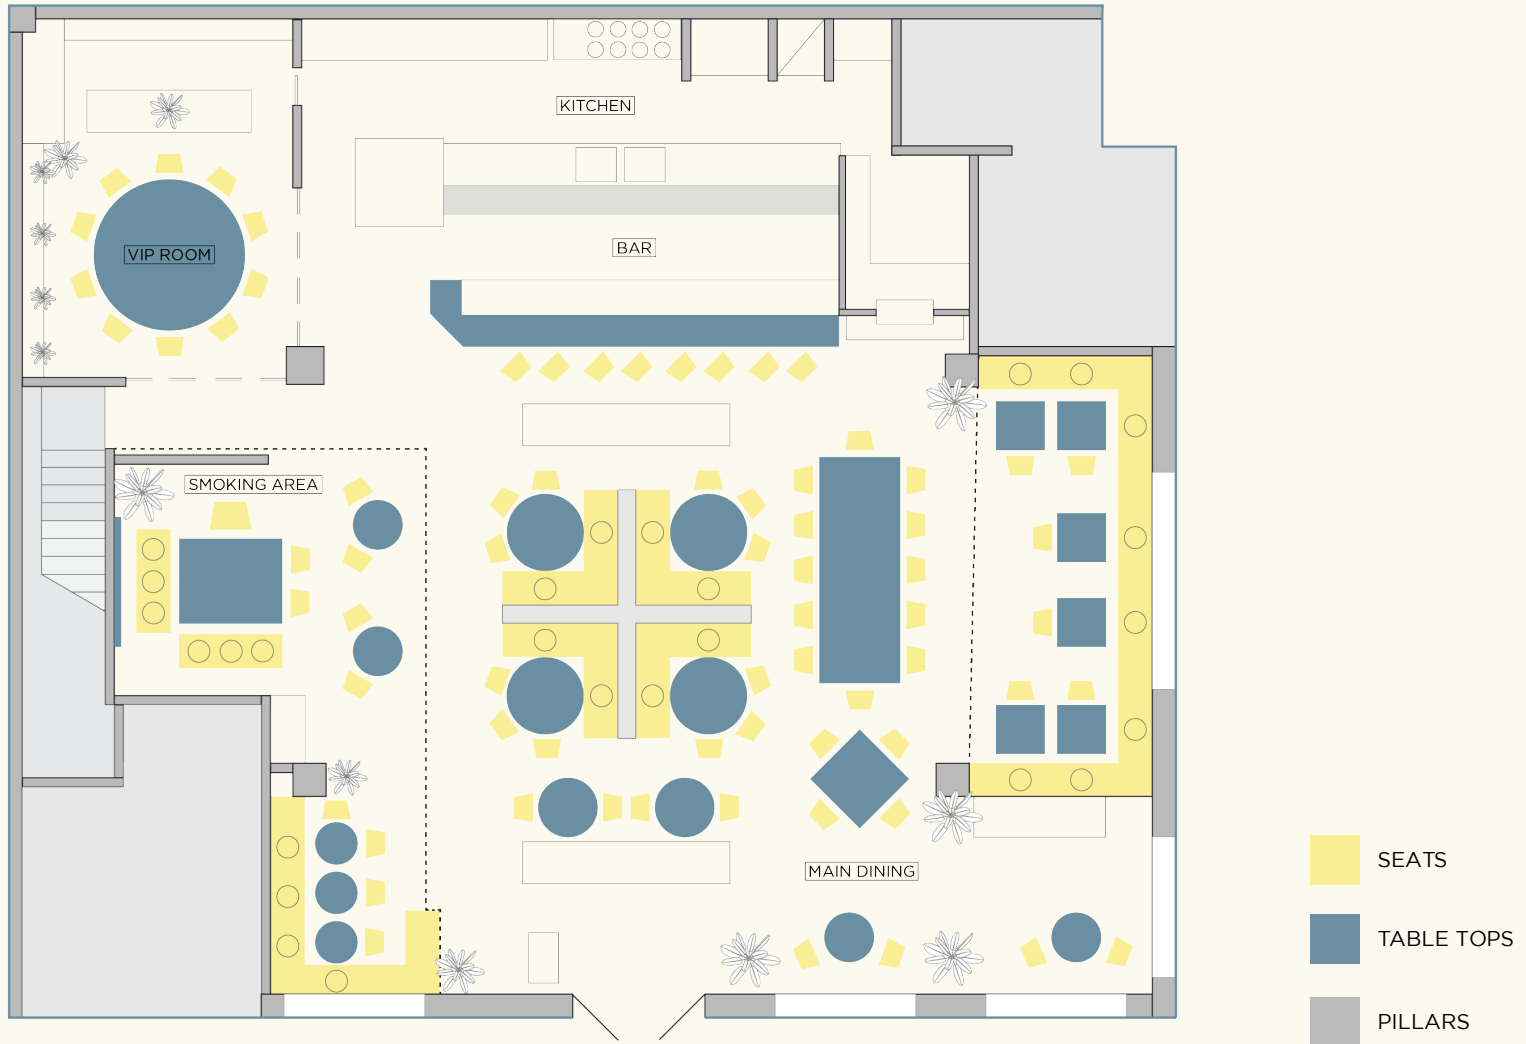 KITCHEN
BAR
VIP ROOM
SMOKING AREA
MAIN DINING
SEATS
TABLE TOPS
PILLARS